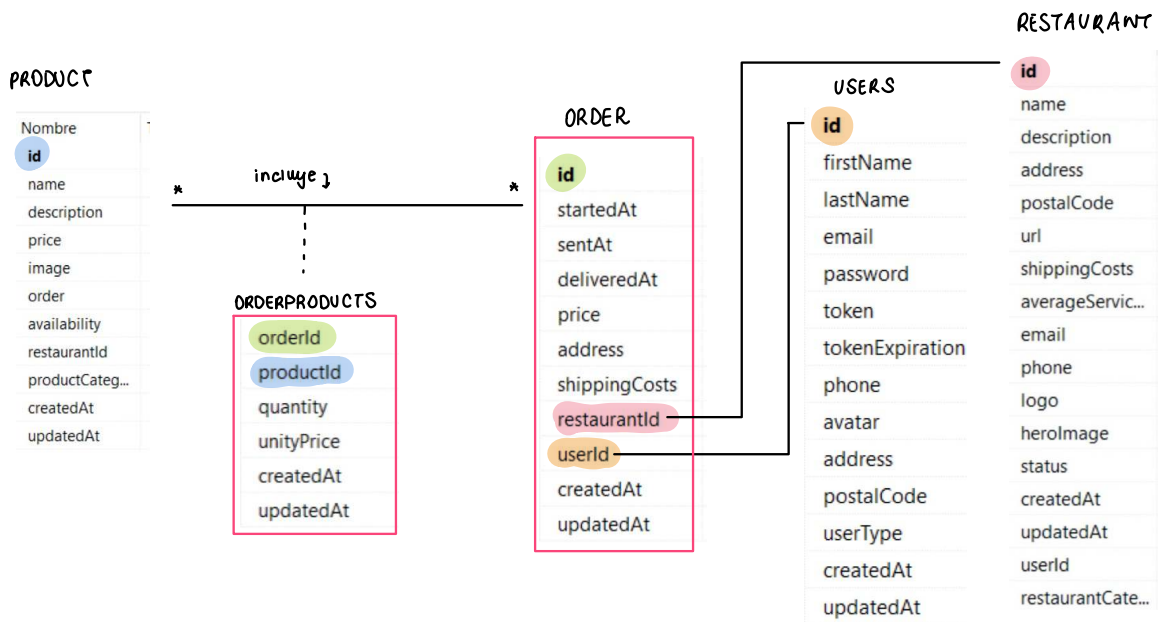 PRODUCT
Nombre
id
name
description
price
image
order
availability
restaurantId
productCateg...
createdAt
updatedAt
*
incluye
*
ORDERPRODUCTS
orderId
productId
quantity
unityPrice
createdAt
updatedAt
ORDER
id
startedAt
sentAt
deliveredAt
price
address
shippingCosts
restaurantId
userId
createdAt
updatedAt
USERS
id
firstName
lastName
email
password
token
tokenExpiration
phone
avatar
address
postalCode
userType
createdAt
updatedAt
RESTAURANT
id
name
description
address
postalCode
url
shippingCosts
averageServic...
email
phone
logo
heroImage
status
createdAt
updatedAt
userId
restaurantCate...